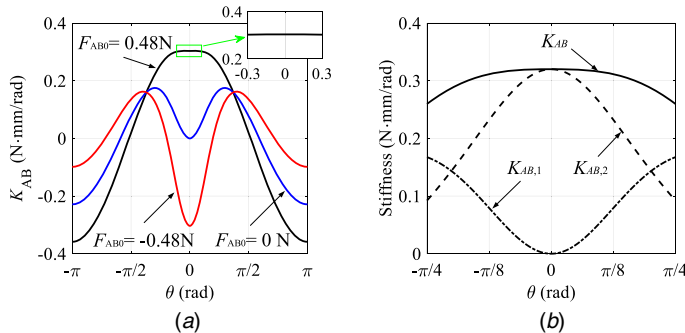 0.4
F_AB0= 0.48N
0.4
0.2
-0.3
0
0.3
0.2
0
-0.2
-0.4
K_AB (N·mm/rad)
F_AB0= -0.48N
F_AB0= 0 N
-π
-π/2
0
π/2
π
θ (rad)
(a)
0.4
0.3
0.2
0.1
0
Stiffness (N·mm/rad)
K_AB
K_AB,1
K_AB,2
-π/4
-π/8
0
π/8
π/4
θ (rad)
(b)